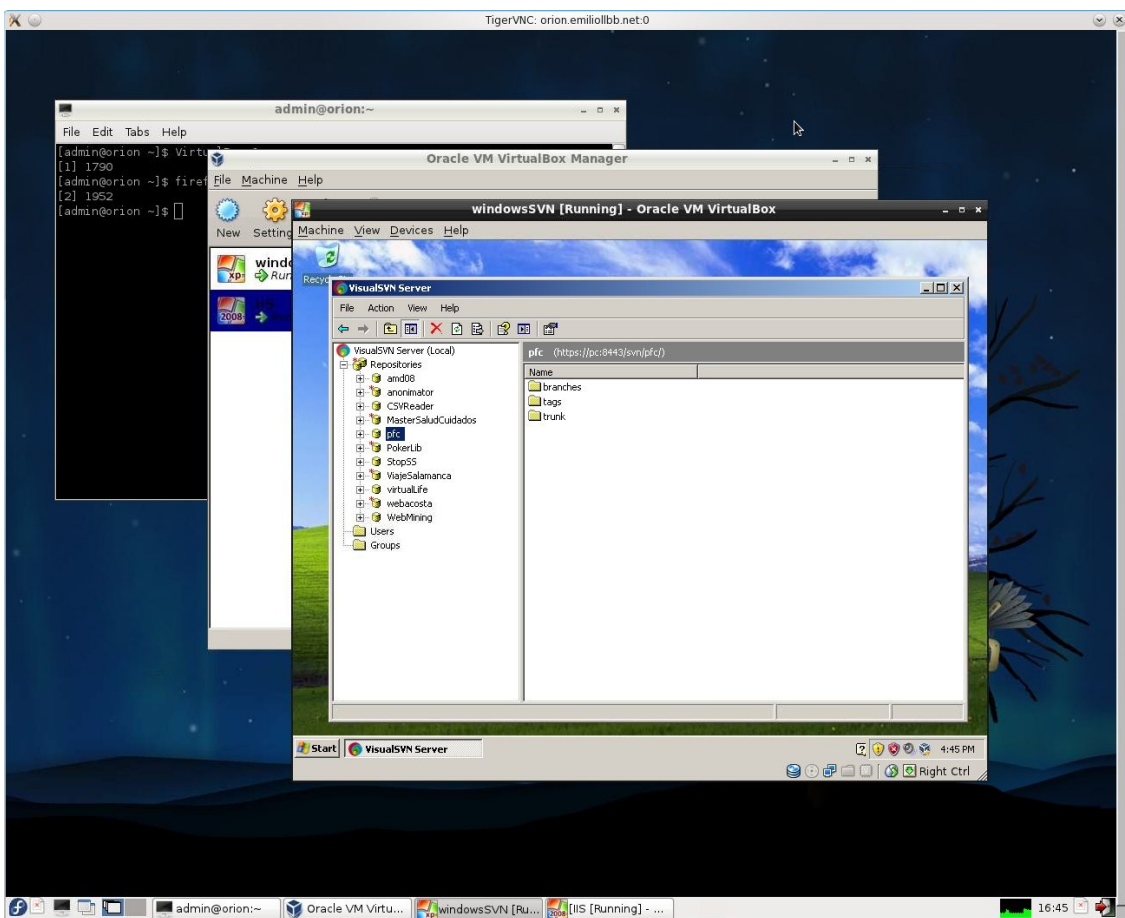 TigerVNC: orion.emiliollbb.net:0
admin@orion:~
File Edit Tabs Help
[admin@orion ~]$ Virtu
[1] 1790
[admin@orion ~]$ firef
[2] 1952
[admin@orion ~]$
Oracle VM VirtualBox Manager
File Machine Help
New Setting
windo
Run
xp
2008
windowsSVN [Running] - Oracle VM VirtualBox
Machine View Devices Help
Recyc
VisualSVN Server
File Action View Help
VisualSVN Server (Local)
Repositories
amd08
anonimator
CSVReader
MasterSaludCuidados
pfc
PokerLib
StopSS
ViajeSalamanca
virtualLife
webacosta
WebMining
Users
Groups
pfc (https://pc:8443/svn/pfc/)
Name
branches
tags
trunk
Start VisualSVN Server 4:45 PM
Right Ctrl
admin@orion:~ Oracle VM Virtu... windowsSVN [Ru... [IIS [Running] - ... 16:45